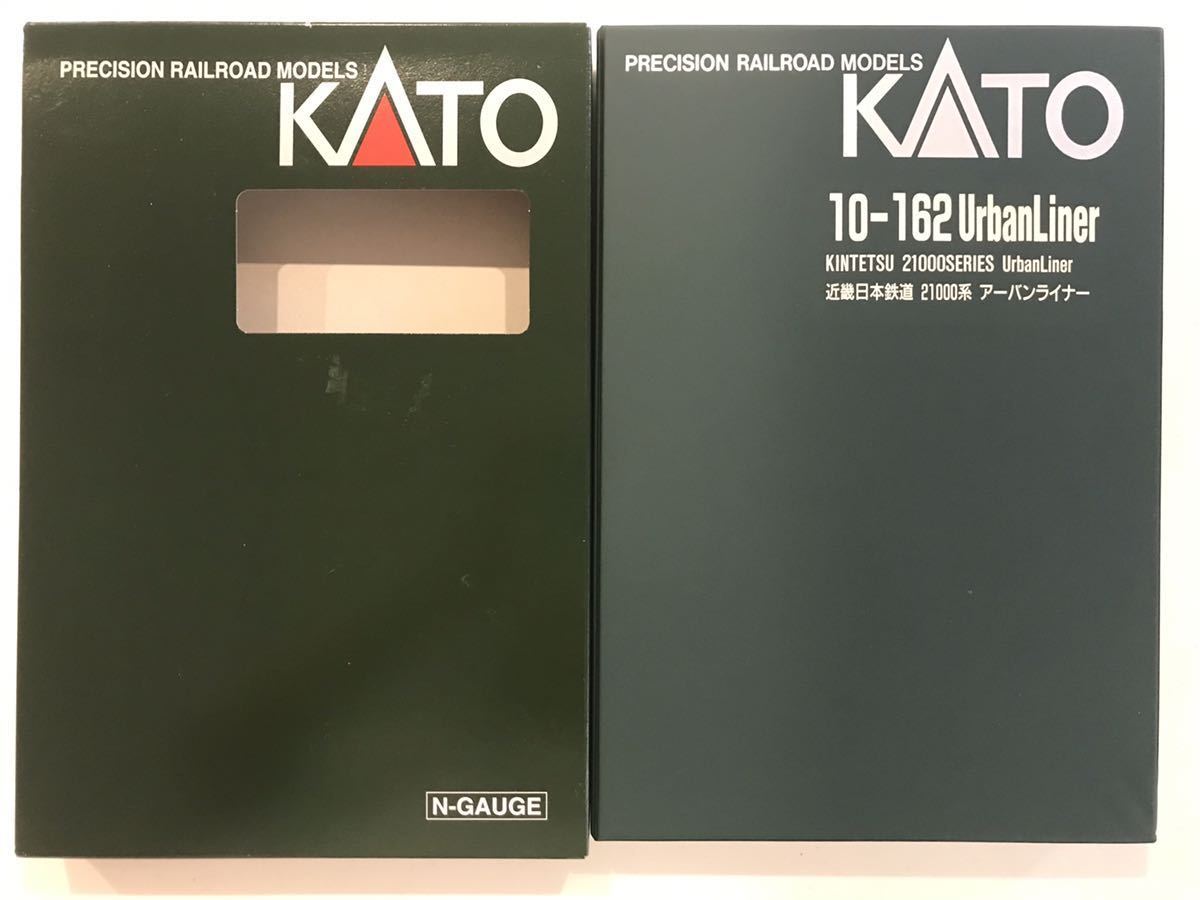 PRECISION RAILROAD MODELS
KATO
N-GAUGE
PRECISION RAILROAD MODELS
KATO
10-162 UrbanLiner
KINTETSU 21000SERIES UrbanLiner
近畿日本鉄道 21000系 アーバンライナー